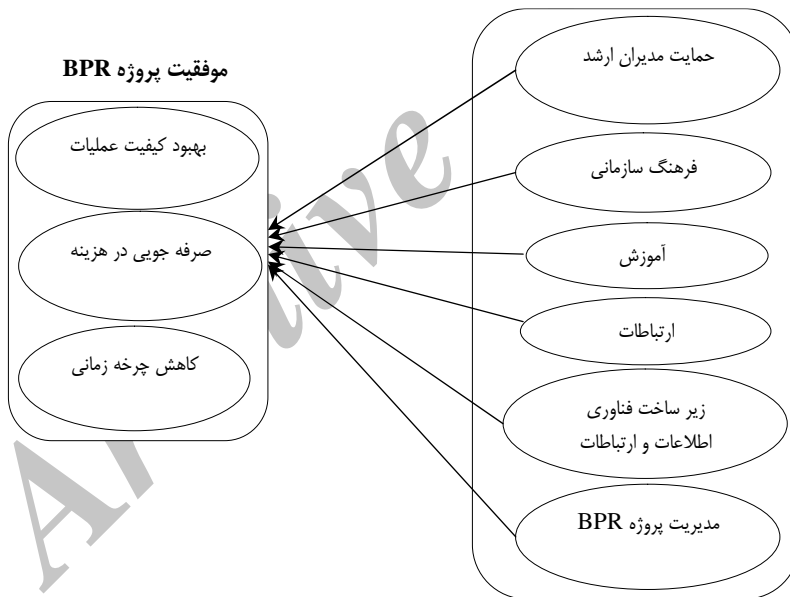 موفقیت پروژه BPR
حمایت مدیران ارشد
فرهنگ سازمانی
آموزش
ارتباطات
زیر ساخت فناوری
اطلاعات و ارتباطات
مدیریت پروژه BPR
بهبود کیفیت عملیات
صرفه جویی در هزینه
کاهش چرخه زمانی